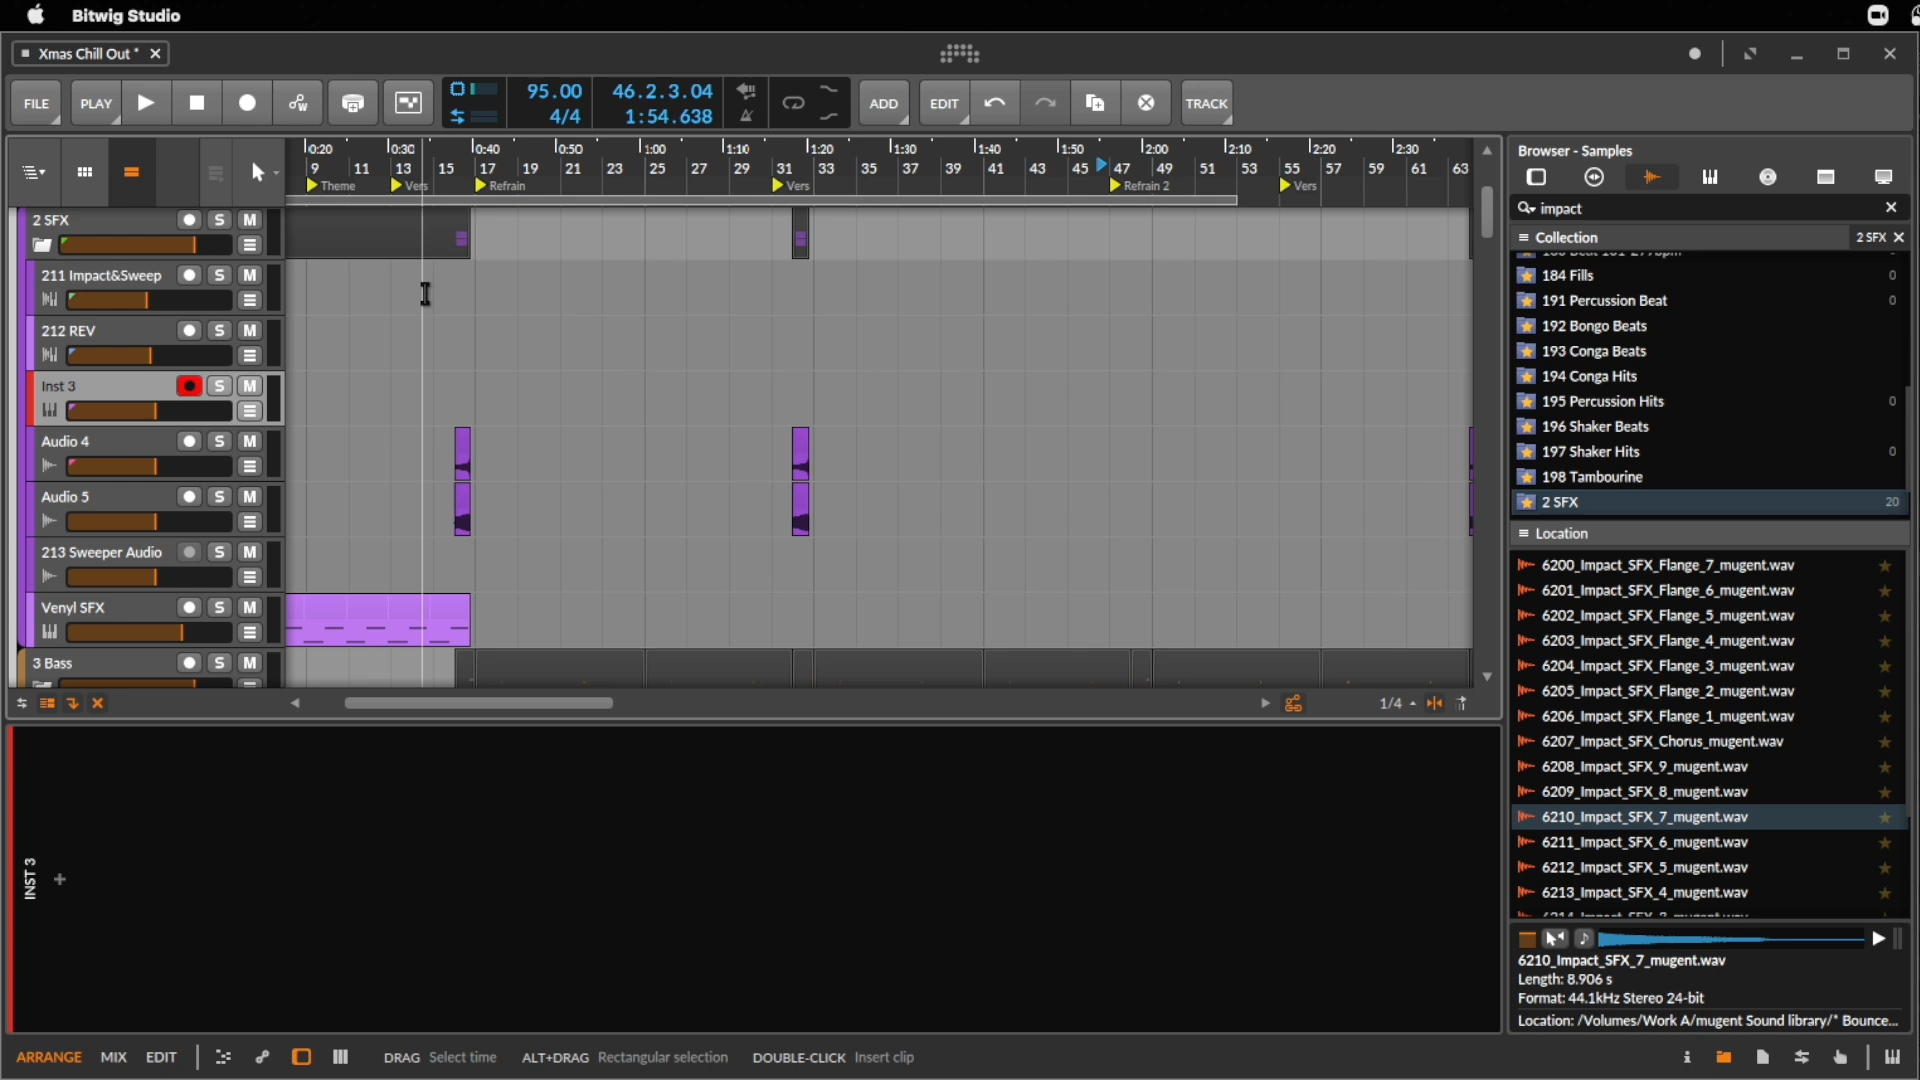 Bitwig Studio
Xmas Chill Out *
FILE PLAY 95.00 46.2.3.04 ADD EDIT TRACK
4/4 1:54.638
0:20 0:30 0:40 0:50 1:00 1:10 1:20 1:30 1:40 1:50 2:00 2:10 2:20 2:30
9 11 13 15 17 19 21 23 25 27 29 31 33 35 37 39 41 43 45 47 49 51 53 55 57 59 61 63
Theme Vers Refrain Vers Refrain 2 Vers
2 SFX S M
211 Impact&Sweep S M
212 REV S M
Inst 3 S M
Audio 4 S M
Audio 5 S M
213 Sweeper Audio S M
Venyl SFX S M
3 Bass S M
1/4
INST 3
Browser - Samples
impact
Collection 2 SFX
184 Fills 0
191 Percussion Beat 0
192 Bongo Beats
193 Conga Beats
194 Conga Hits
195 Percussion Hits 0
196 Shaker Beats
197 Shaker Hits 0
198 Tambourine
2 SFX 20
Location
6200_Impact_SFX_Flange_7_mugent.wav
6201_Impact_SFX_Flange_6_mugent.wav
6202_Impact_SFX_Flange_5_mugent.wav
6203_Impact_SFX_Flange_4_mugent.wav
6204_Impact_SFX_Flange_3_mugent.wav
6205_Impact_SFX_Flange_2_mugent.wav
6206_Impact_SFX_Flange_1_mugent.wav
6207_Impact_SFX_Chorus_mugent.wav
6208_Impact_SFX_9_mugent.wav
6209_Impact_SFX_8_mugent.wav
6210_Impact_SFX_7_mugent.wav
6211_Impact_SFX_6_mugent.wav
6212_Impact_SFX_5_mugent.wav
6213_Impact_SFX_4_mugent.wav
6210_Impact_SFX_7_mugent.wav
Length: 8.906 s
Format: 44.1kHz Stereo 24-bit
Location: /Volumes/Work A/mugent Sound library/* Bounce...
ARRANGE MIX EDIT DRAG Select time ALT+DRAG Rectangular selection DOUBLE-CLICK Insert clip